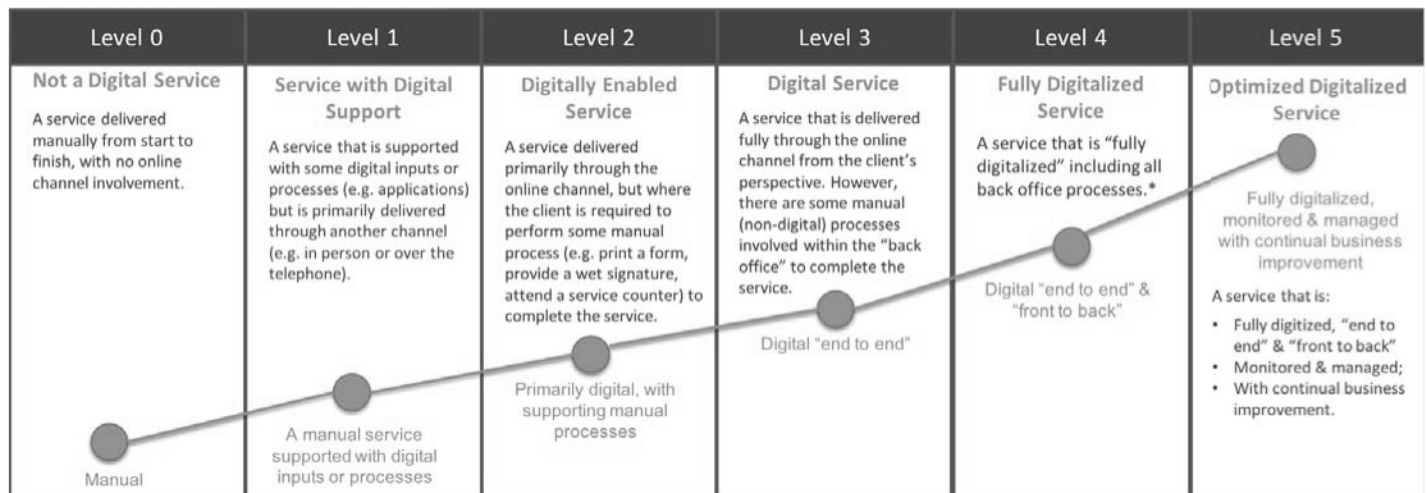 Level 0
Level 1
Level 2
Level 3
Level 4
Level 5
Not a Digital Service
A service delivered
manually from start to
finish, with no online
channel involvement.
Manual
Service with Digital
Support
A service that is supported
with some digital inputs or
processes (e.g. applications)
but is primarily delivered
through another channel
(e.g. in person or over the
telephone).
A manual service
supported with digital
inputs or processes
Digitally Enabled
Service
A service delivered
primarily through the
online channel, but where
the client is required to
perform some manual
process (e.g. print a form,
provide a wet signature,
attend a service counter) to
complete the service.
Primarily digital, with
supporting manual
processes
Digital Service
A service that is delivered
fully through the online
channel from the client’s
perspective. However,
there are some manual
(non-digital) processes
involved within the “back
office” to complete the
service.
Digital “end to end”
Fully Digitalized
Service
A service that is “fully
digitalized” including all
back office processes.*
Digital “end to end” &
“front to back”
Optimized Digitalized
Service
Fully digitalized,
monitored & managed
with continual business
improvement
A service that is:
• Fully digitized, “end to
end” & “front to back”
• Monitored & managed;
• With continual business
improvement.